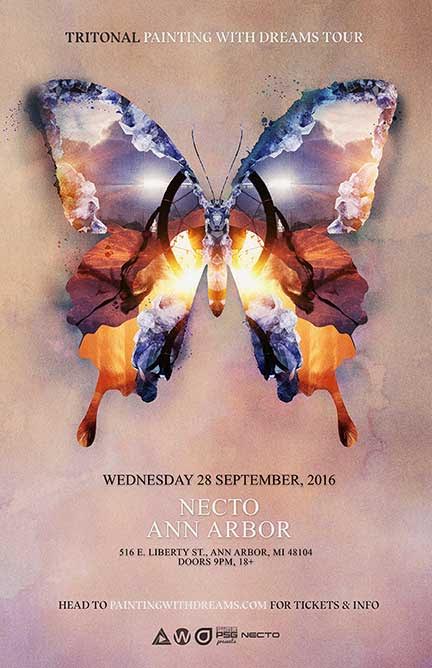 TRITONAL PAINTING WITH DREAMS TOUR
WEDNESDAY 28 SEPTEMBER, 2016
NECTO
ANN ARBOR
516 E. LIBERTY ST., ANN ARBOR, MI 48104
DOORS 9PM, 18+
HEAD TO PAINTINGWITHDREAMS.COM FOR TICKETS & INFO
PSG presents NECTO